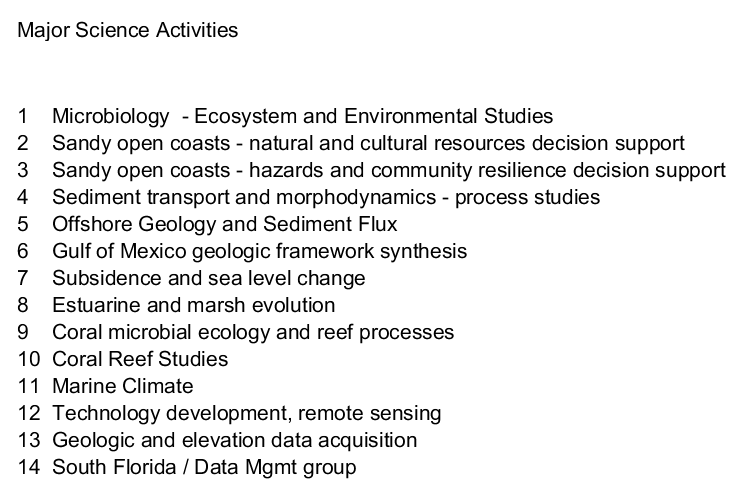 Major Science Activities
1 Microbiology - Ecosystem and Environmental Studies
2 Sandy open coasts - natural and cultural resources decision support
3 Sandy open coasts - hazards and community resilience decision support
4 Sediment transport and morphodynamics - process studies
5 Offshore Geology and Sediment Flux
6 Gulf of Mexico geologic framework synthesis
7 Subsidence and sea level change
8 Estuarine and marsh evolution
9 Coral microbial ecology and reef processes
10 Coral Reef Studies
11 Marine Climate
12 Technology development, remote sensing
13 Geologic and elevation data acquisition
14 South Florida / Data Mgmt group